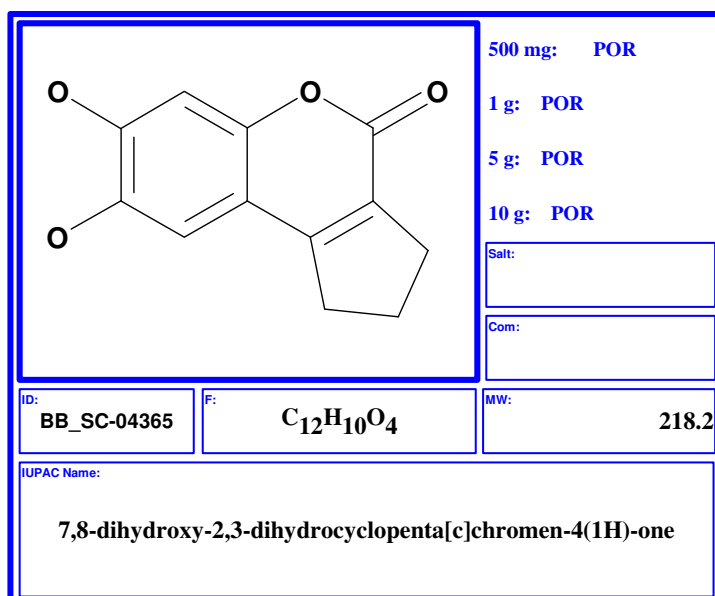 O
O
O
O
500 mg: POR
1 g: POR
5 g: POR
10 g: POR
Salt:
Com:
ID:
BB_SC-04365
F:
C12H10O4
MW:
218.2
IUPAC Name:
7,8-dihydroxy-2,3-dihydrocyclopenta[c]chromen-4(1H)-one